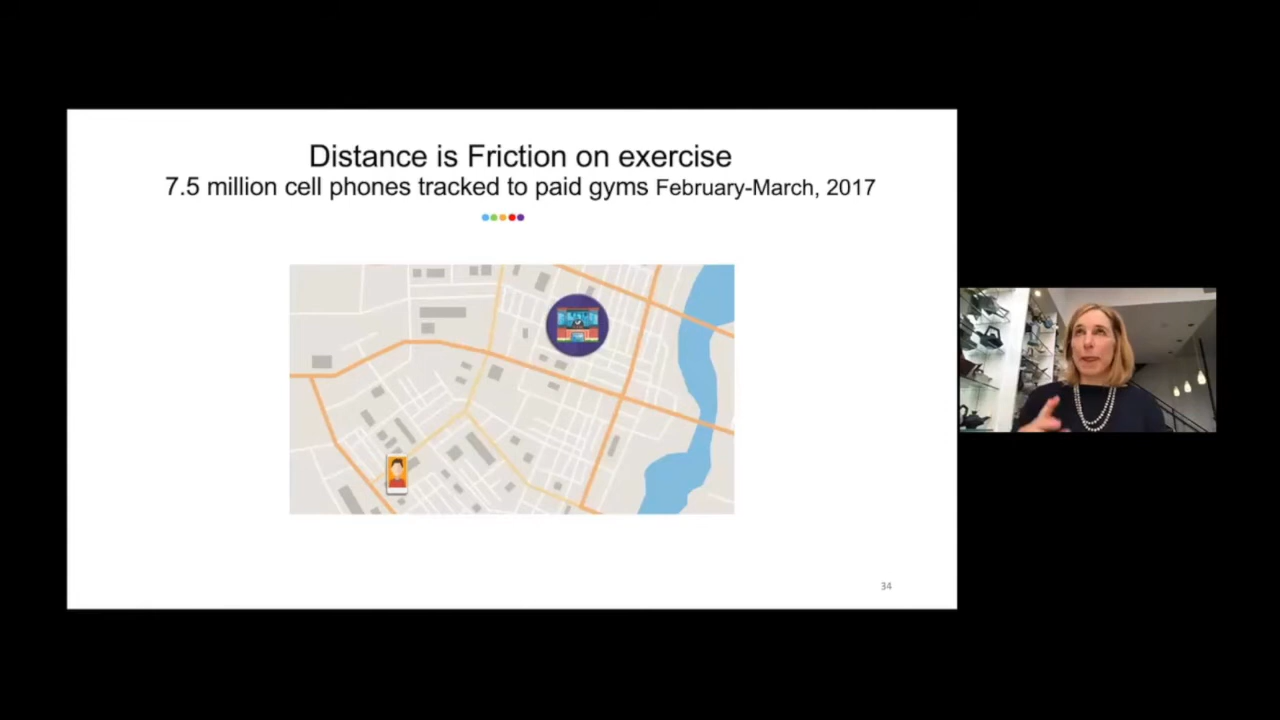 Distance is Friction on exercise
7.5 million cell phones tracked to paid gyms February-March, 2017
34